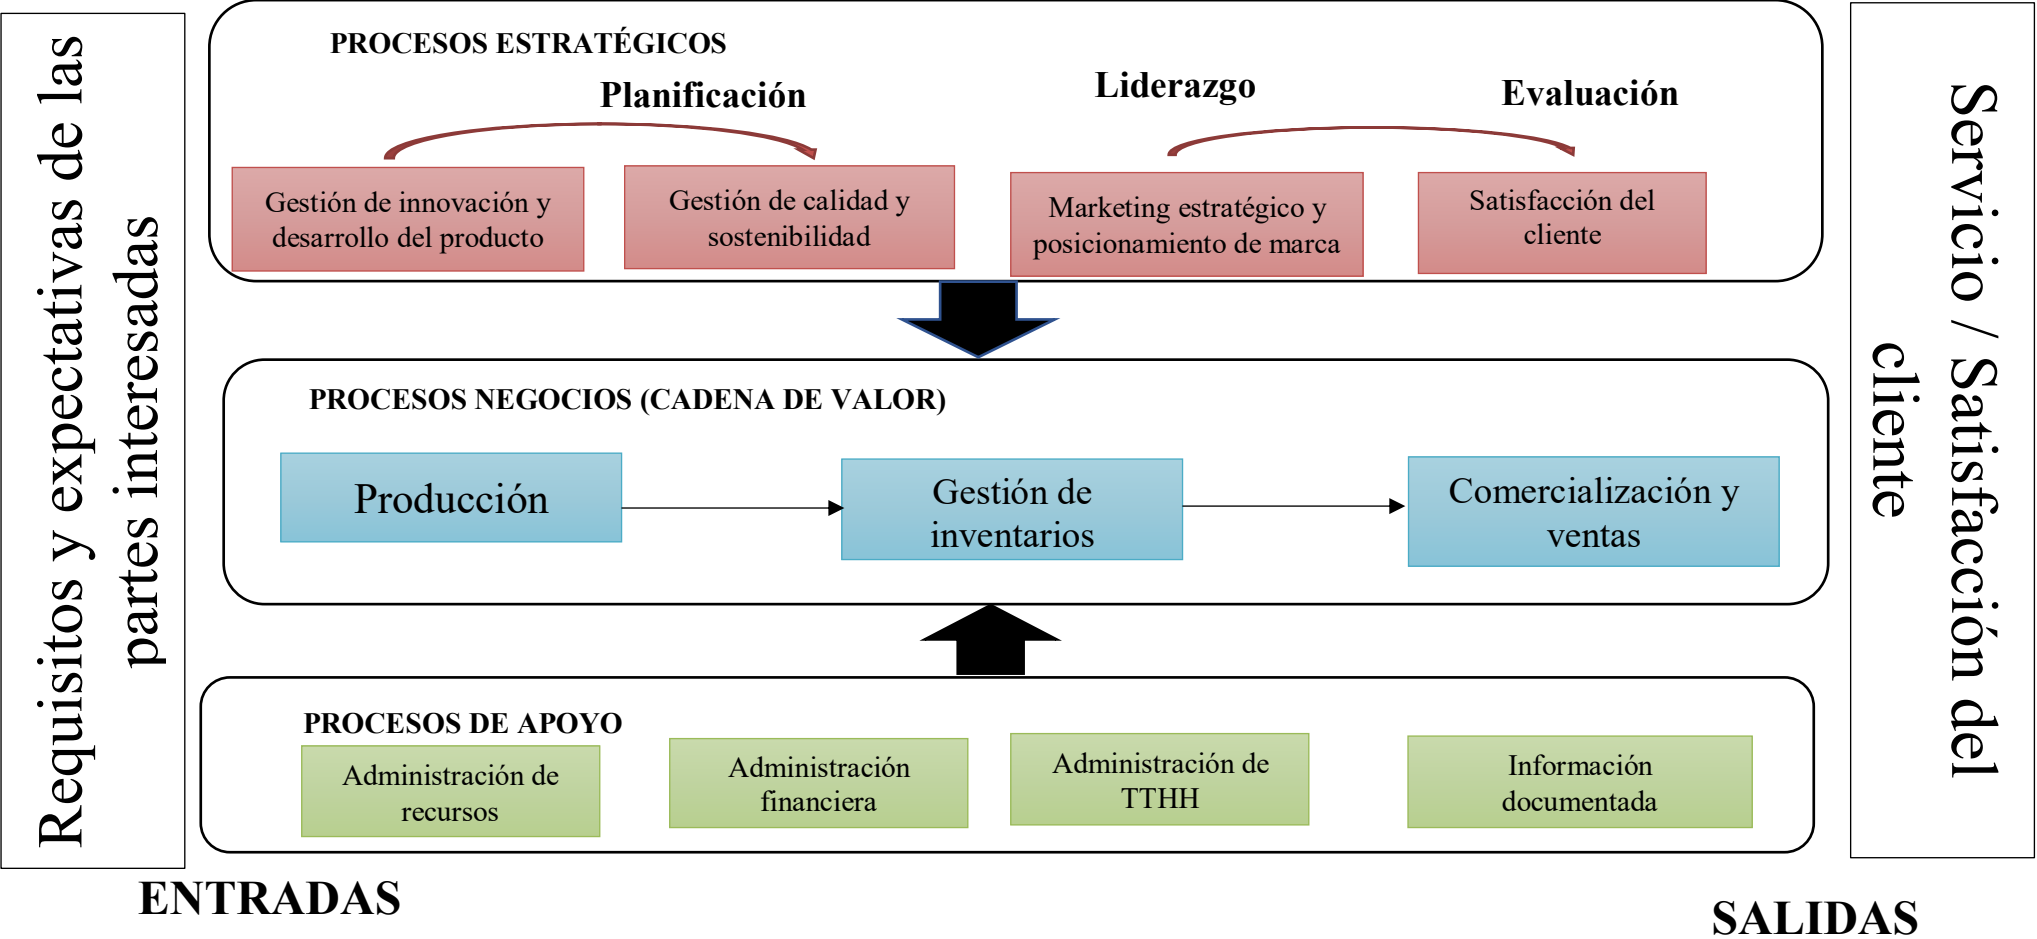 Requisitos y expectativas de las
partes interesadas
PROCESOS ESTRATÉGICOS
Planificación
Liderazgo
Evaluación
Gestión de innovación y
desarrollo del producto
Gestión de calidad y
sostenibilidad
Marketing estratégico y
posicionamiento de marca
Satisfacción del
cliente
PROCESOS NEGOCIOS (CADENA DE VALOR)
Producción
Gestión de
inventarios
Comercialización y
ventas
PROCESOS DE APOYO
Administración de
recursos
Administración
financiera
Administración de
TTHH
Información
documentada
Servicio / Satisfacción del
cliente
ENTRADAS
SALIDAS